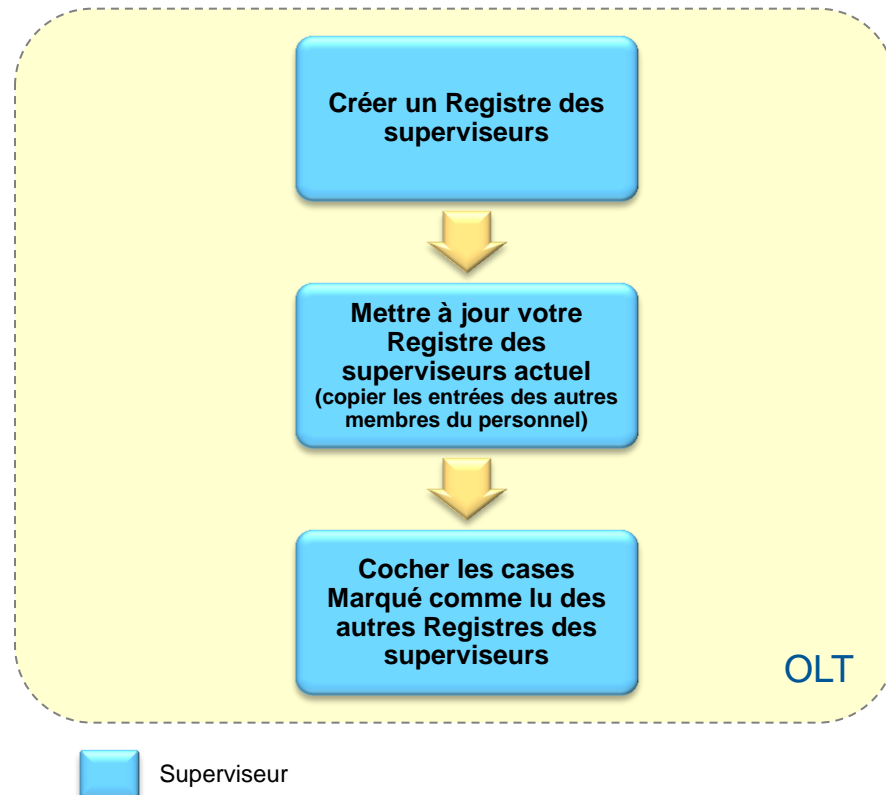 Créer un Registre des
superviseurs
Mettre à jour votre
Registre des
superviseurs actuel
(copier les entrées des autres
membres du personnel)
Cocher les cases
Marqué comme lu des
autres Registres des
superviseurs
OLT
Superviseur